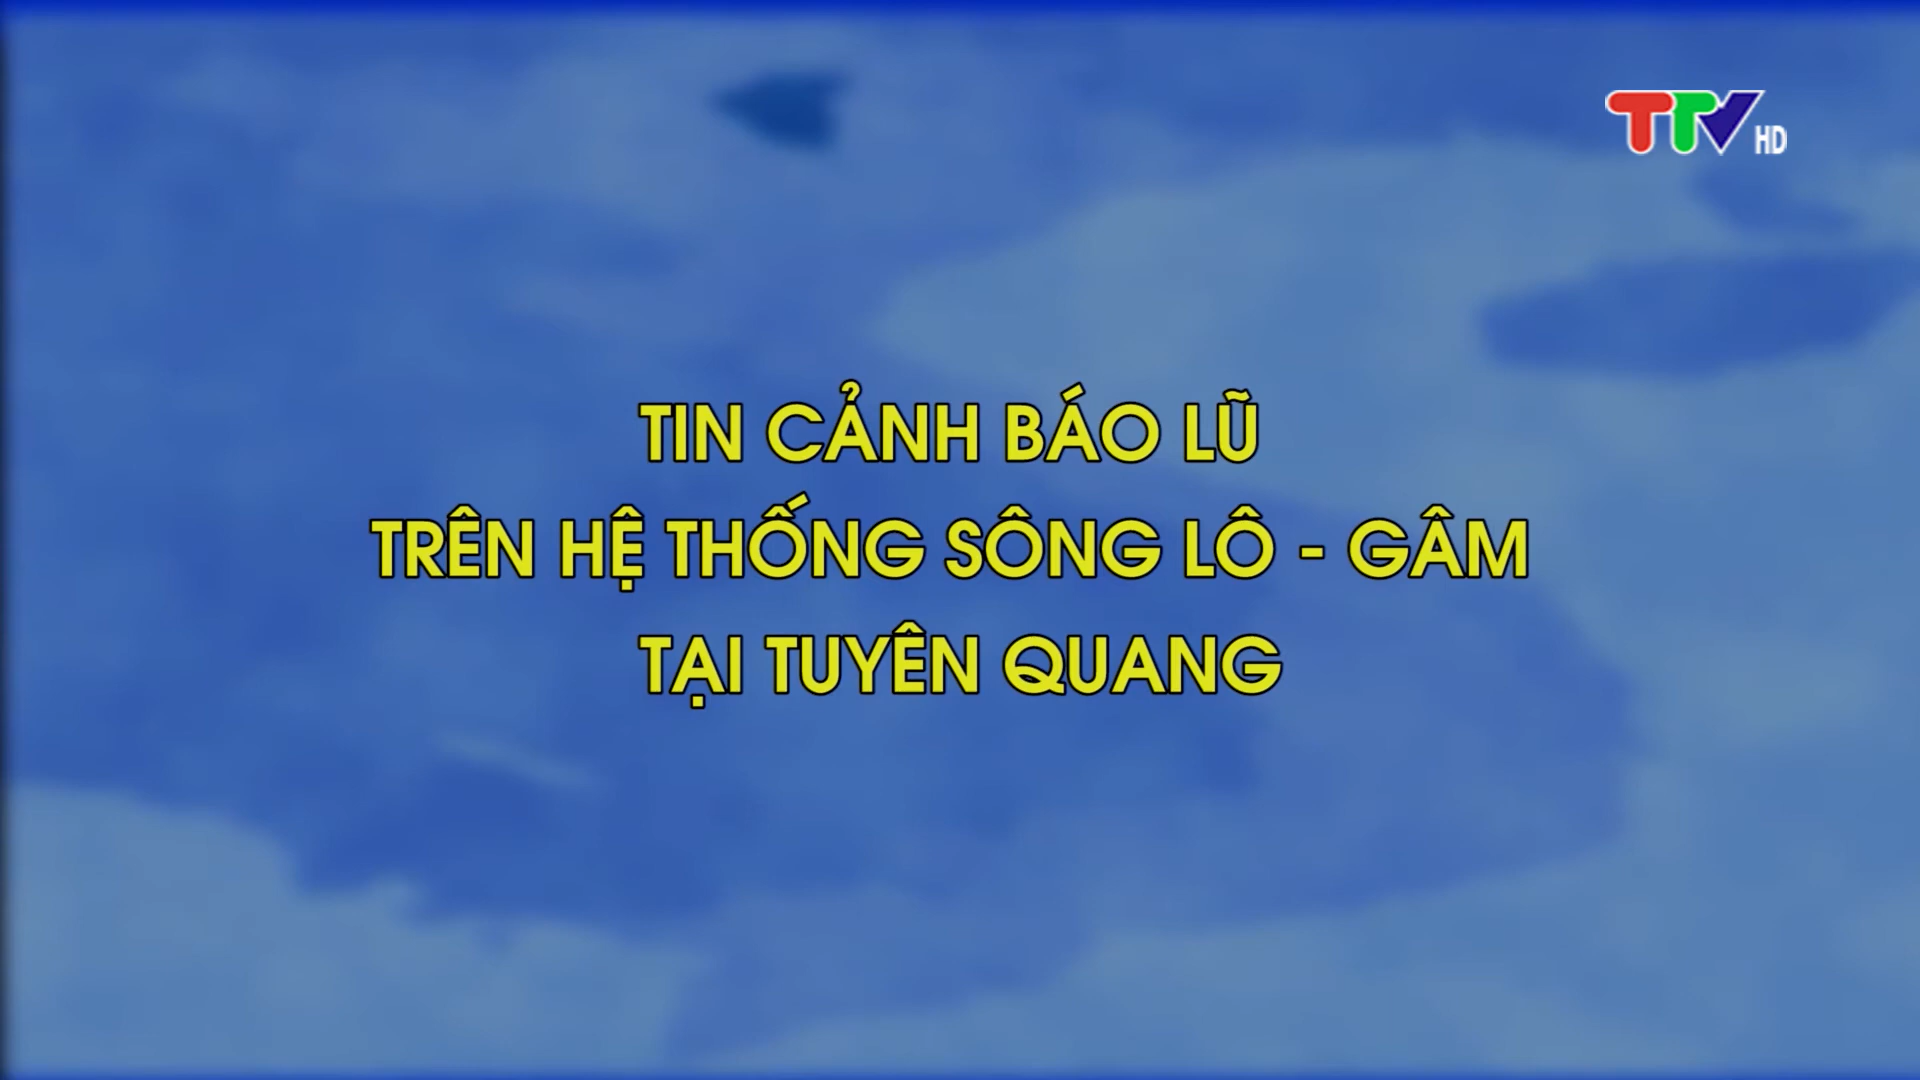 TTV HD
TIN CẢNH BÁO LŨ
TRÊN HỆ THỐNG SÔNG LÔ - GÂM
TẠI TUYÊN QUANG